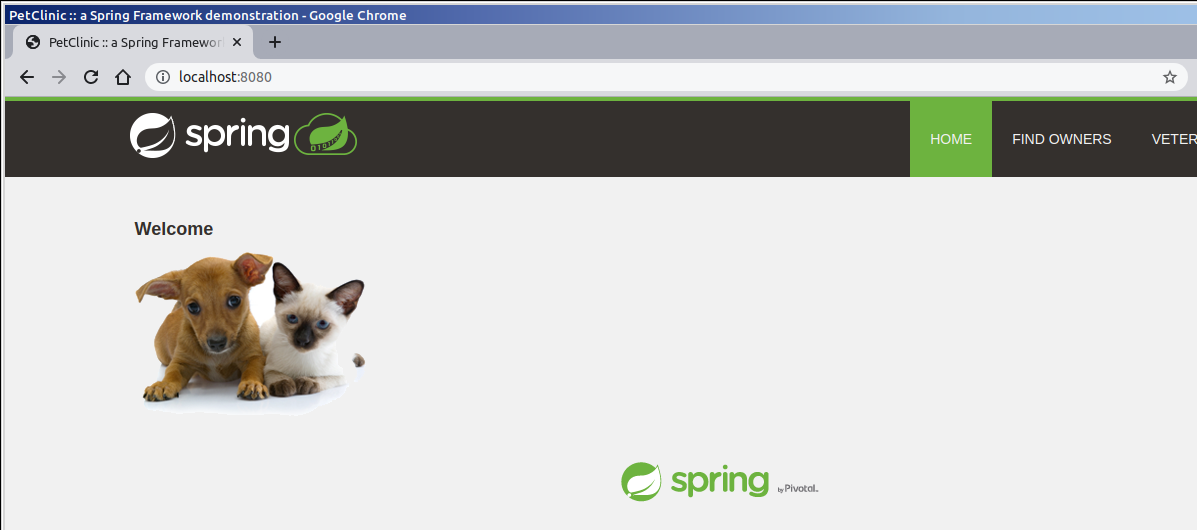 PetClinic :: a Spring Framework demonstration - Google Chrome
PetClinic :: a Spring Framewor
localhost:8080
spring
HOME FIND OWNERS VETER
Welcome
spring by Pivotal.